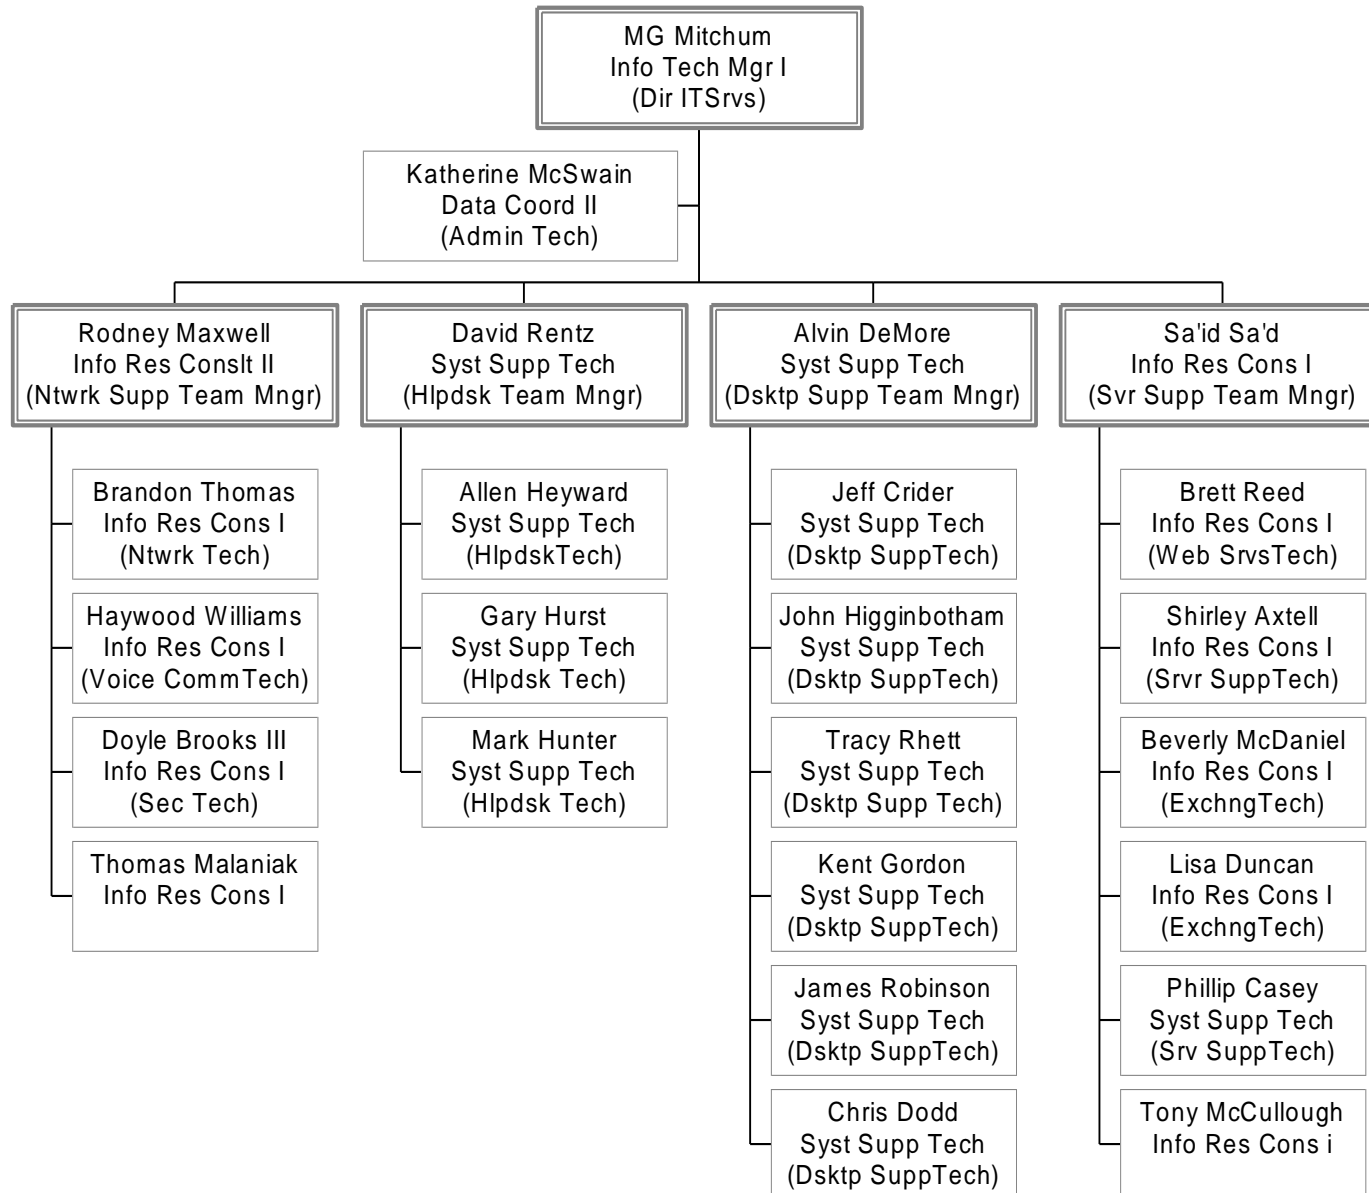 MG Mitchum
Info Tech Mgr I
(Dir ITSrvs)
Katherine McSwain
Data Coord II
(Admin Tech)
Rodney Maxwell
Info Res Conslt II
(Ntwrk Supp Team Mngr)
David Rentz
Syst Supp Tech
(Hlpdsk Team Mngr)
Alvin DeMore
Syst Supp Tech
(Dsktp Supp Team Mngr)
Sa'id Sa'd
Info Res Cons I
(Svr Supp Team Mngr)
Brandon Thomas
Info Res Cons I
(Ntwrk Tech)
Haywood Williams
Info Res Cons I
(Voice CommTech)
Doyle Brooks III
Info Res Cons I
(Sec Tech)
Thomas Malaniak
Info Res Cons I
Allen Heyward
Syst Supp Tech
(HlpdskTech)
Gary Hurst
Syst Supp Tech
(Hlpdsk Tech)
Mark Hunter
Syst Supp Tech
(Hlpdsk Tech)
Jeff Crider
Syst Supp Tech
(Dsktp SuppTech)
John Higginbotham
Syst Supp Tech
(Dsktp SuppTech)
Tracy Rhett
Syst Supp Tech
(Dsktp Supp Tech)
Kent Gordon
Syst Supp Tech
(Dsktp SuppTech)
James Robinson
Syst Supp Tech
(Dsktp SuppTech)
Chris Dodd
Syst Supp Tech
(Dsktp SuppTech)
Brett Reed
Info Res Cons I
(Web SrvsTech)
Shirley Axtell
Info Res Cons I
(Srvr SuppTech)
Beverly McDaniel
Info Res Cons I
(ExchngTech)
Lisa Duncan
Info Res Cons I
(ExchngTech)
Phillip Casey
Syst Supp Tech
(Srv SuppTech)
Tony McCullough
Info Res Cons i